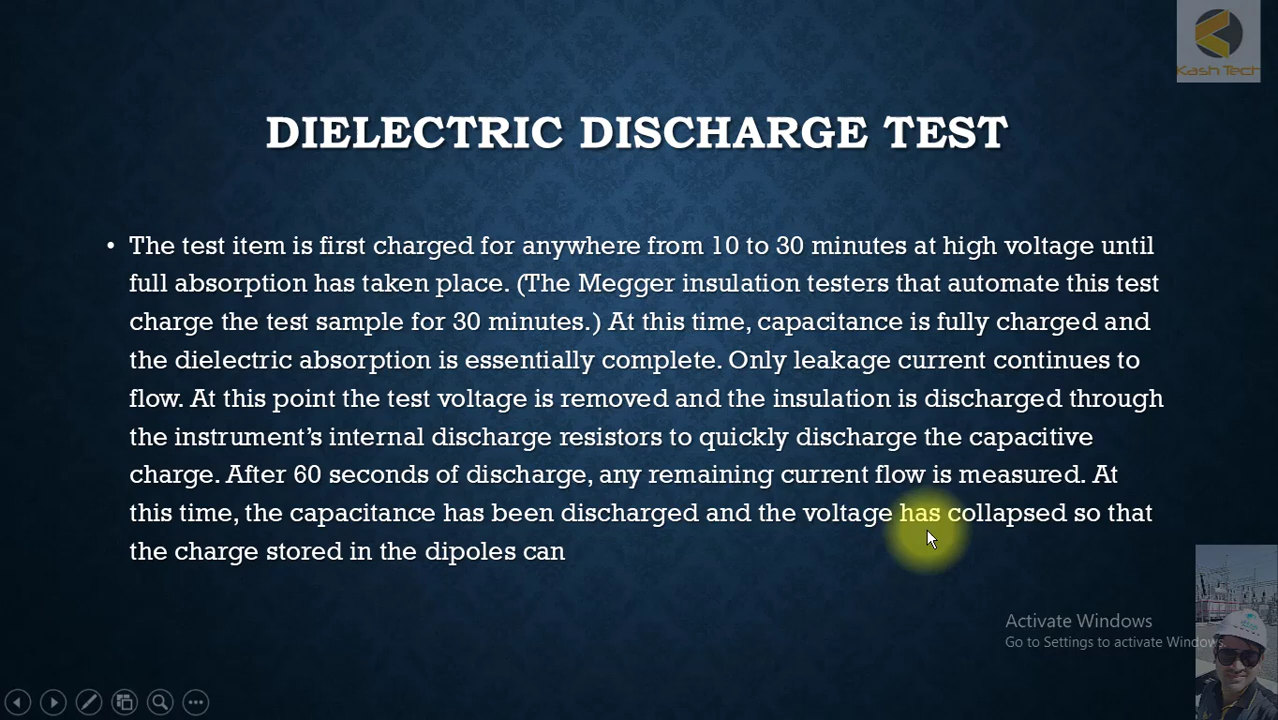 Kash Tech
DIELECTRIC DISCHARGE TEST
• The test item is first charged for anywhere from 10 to 30 minutes at high voltage until
full absorption has taken place. (The Megger insulation testers that automate this test
charge the test sample for 30 minutes.) At this time, capacitance is fully charged and
the dielectric absorption is essentially complete. Only leakage current continues to
flow. At this point the test voltage is removed and the insulation is discharged through
the instrument’s internal discharge resistors to quickly discharge the capacitive
charge. After 60 seconds of discharge, any remaining current flow is measured. At
this time, the capacitance has been discharged and the voltage has collapsed so that
the charge stored in the dipoles can
Activate Windows
Go to Settings to activate Windows.